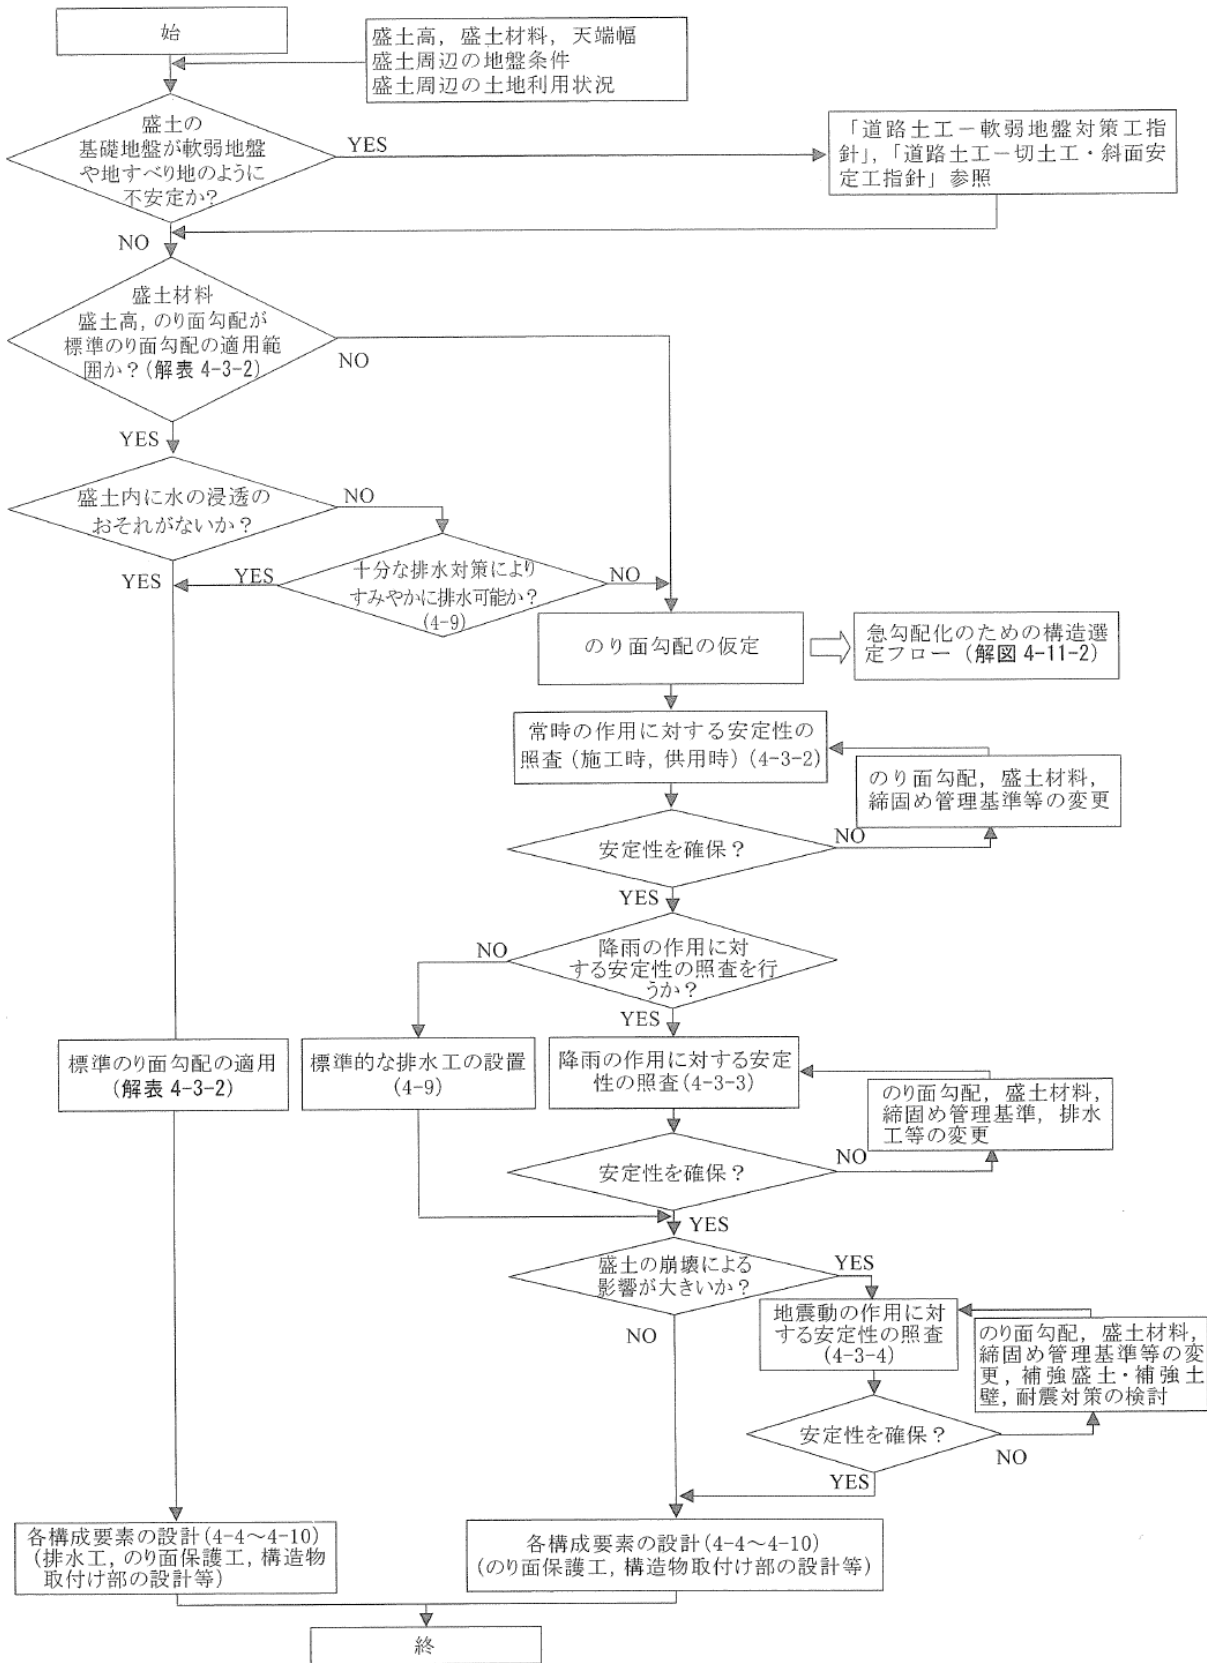 始
盛土高, 盛土材料, 天端幅
盛土周辺の地盤条件
盛土周辺の土地利用状況
盛土の
基礎地盤が軟弱地盤
や地すべり地のように
不安定か?
YES
「道路土工－軟弱地盤対策工指
針」, 「道路土工－切土工・斜面安
定工指針」参照
NO
盛土材料
盛土高, のり面勾配が
標準のり面勾配の適用範
囲か？(解表 4-3-2)
NO
YES
盛土内に水の浸透の
おそれがないか？
NO
YES
YES
十分な排水対策により
すみやかに排水可能か?
(4-9)
NO
のり面勾配の仮定
急勾配化のための構造選
定フロー（解図 4-11-2）
常時の作用に対する安定性の
照査(施工時, 供用時) (4-3-2)
のり面勾配, 盛土材料,
締固め管理基準等の変更
安定性を確保？
NO
YES
NO
降雨の作用に対
する安定性の照査を行
うか？
YES
標準のり面勾配の適用
(解表 4-3-2)
標準的な排水工の設置
(4-9)
降雨の作用に対する安定
性の照査(4-3-3)
のり面勾配, 盛土材料,
締固め管理基準, 排水
工等の変更
安定性を確保？
NO
YES
盛土の崩壊による
影響が大きいか？
YES
NO
地震動の作用に対
する安定性の照査
(4-3-4)
のり面勾配, 盛土材料,
締固め管理基準等の変
更, 補強盛土・補強土
壁, 耐震対策の検討
安定性を確保？
NO
YES
各構成要素の設計(4-4～4-10)
(排水工, のり面保護工, 構造物
取付け部の設計等)
各構成要素の設計(4-4～4-10)
(のり面保護工, 構造物取付け部の設計等)
終